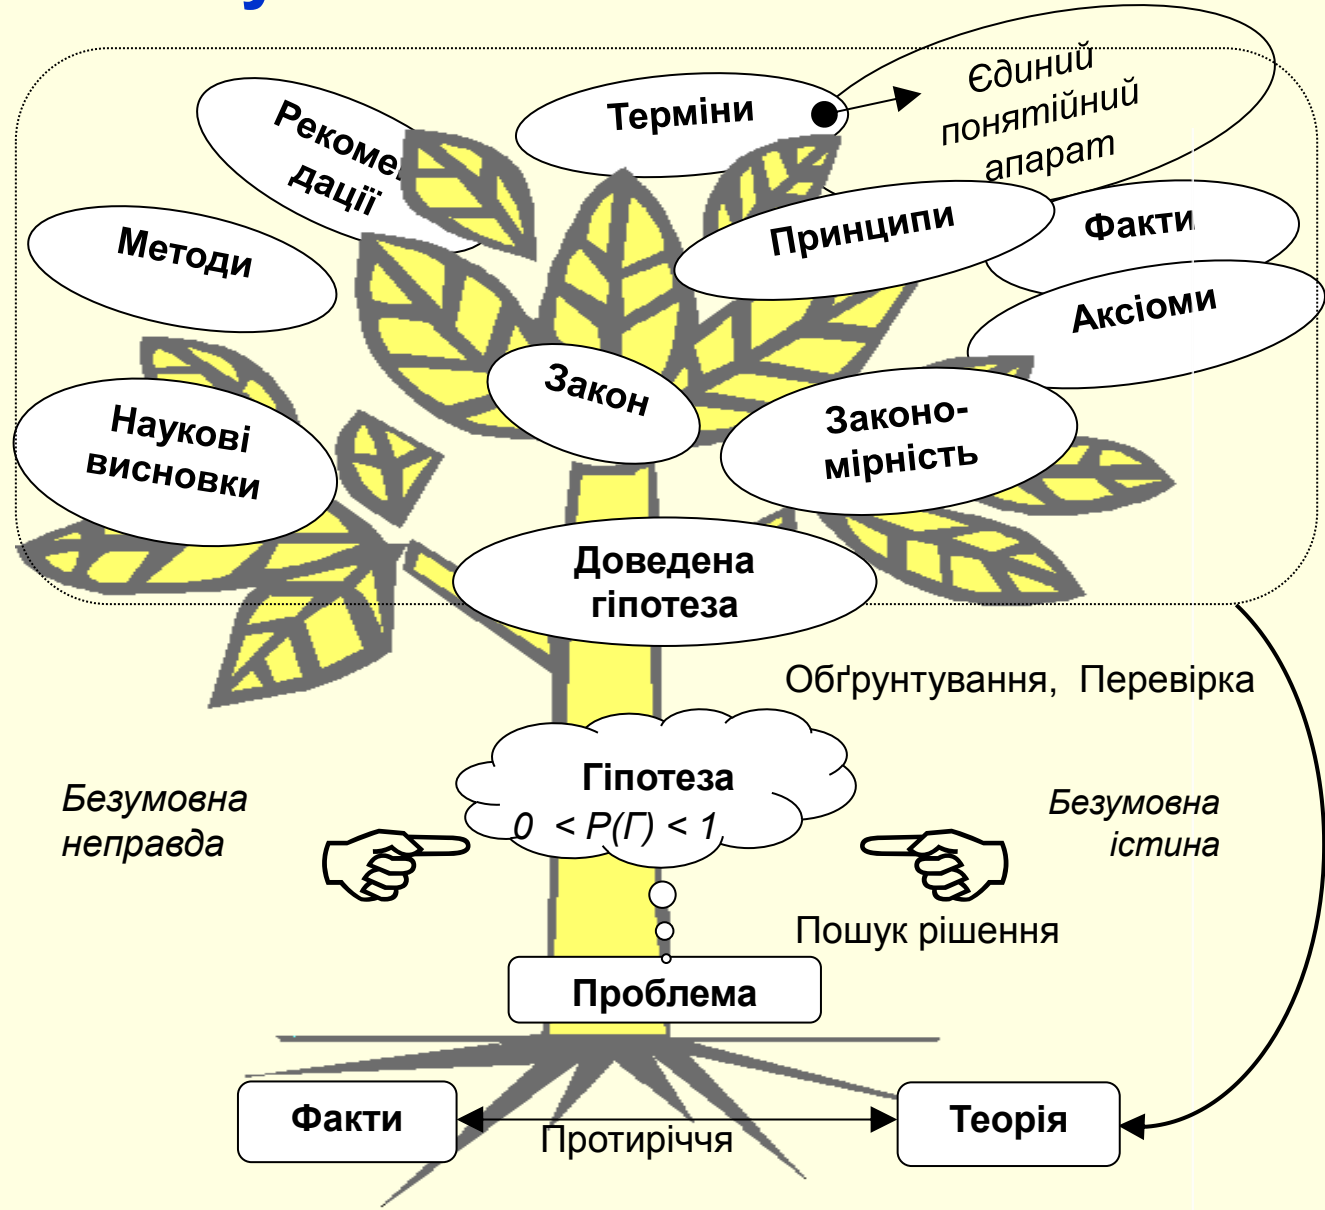 Єдиний
понятійний
апарат
Терміни
Рекомен
дації
Принципи
Факти
Методи
Аксіоми
Закон
Законо-
мірність
Наукові
висновки
Доведена
гіпотеза
Обґрунтування, Перевірка
Гіпотеза
0 < P(Г) < 1
Безумовна
неправда
Безумовна
істина
Пошук рішення
Проблема
Факти
Протиріччя
Теорія